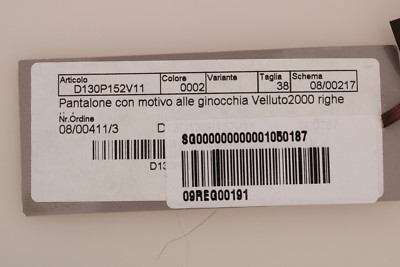 Articolo Colore Variante Taglia Schema
D130P152V11 0002 38 08/00217
Pantalone con motivo alle ginocchia Velluto2000 righe
Nr.Ordine
08/00411/3 D
SG000000000001050187
D13
09REG00191